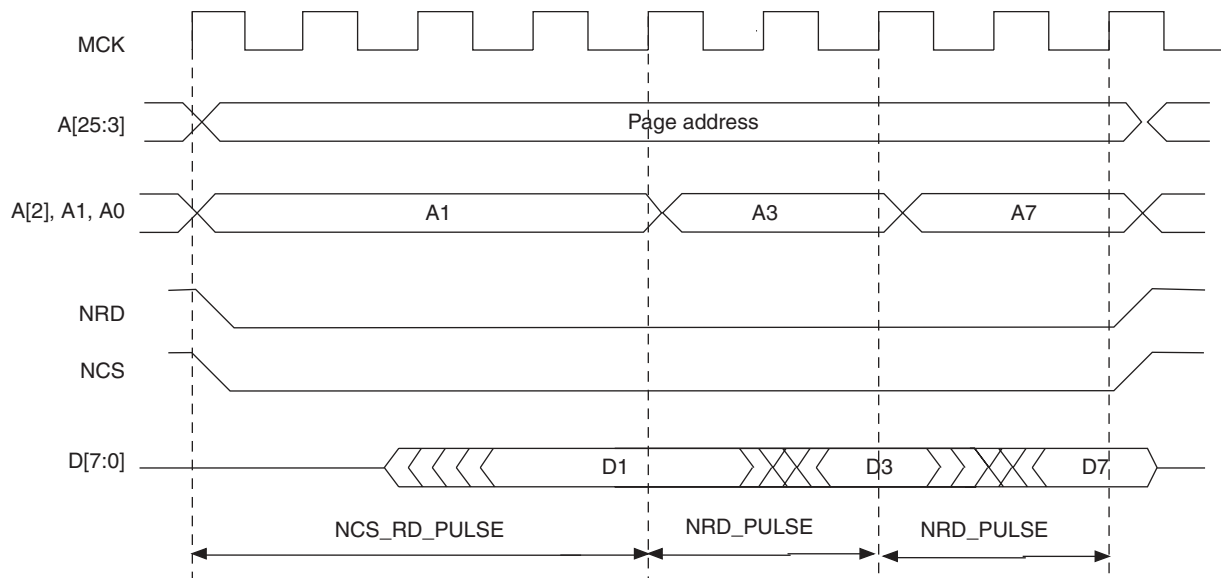 MCK
A[25:3]
Page address
A[2], A1, A0
A1
A3
A7
NRD
NCS
D[7:0]
D1
D3
D7
NCS_RD_PULSE
NRD_PULSE
NRD_PULSE